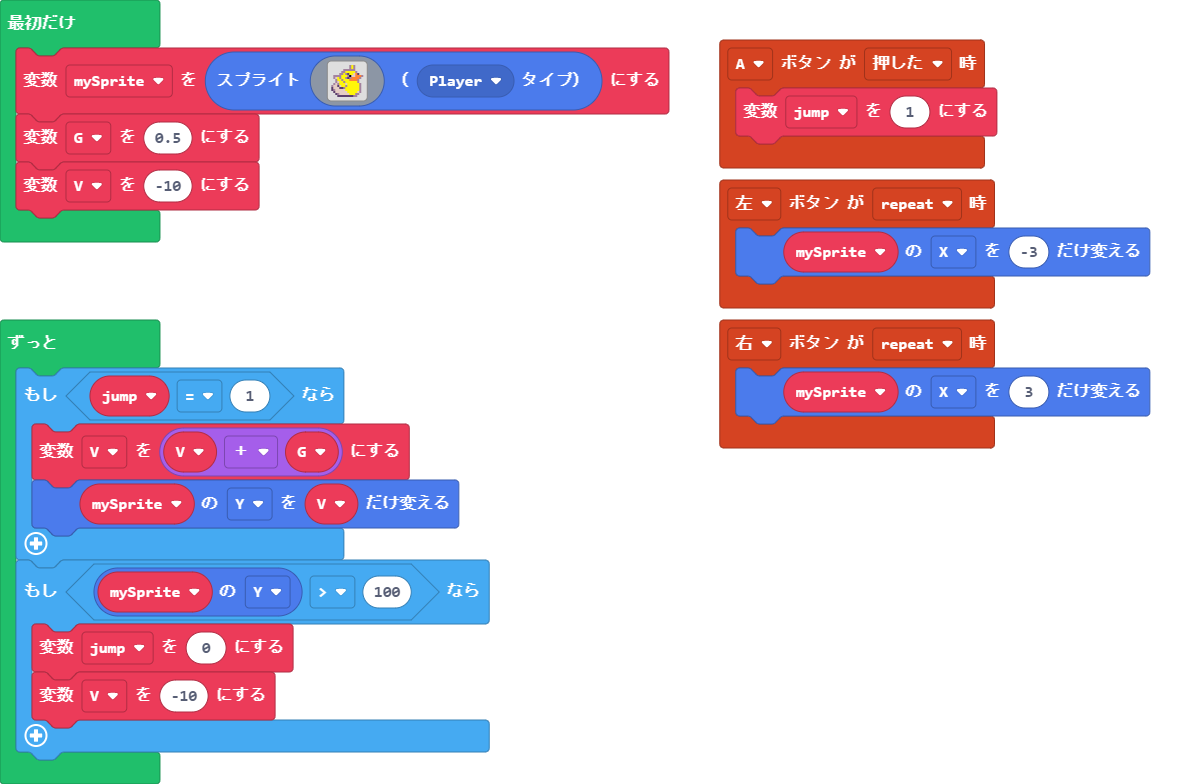 最初だけ
変数 mySprite を スプライト ( Player タイプ) にする
変数 G を 0.5 にする
変数 V を -10 にする
ずっと
もし jump = 1 なら
変数 V を V + G にする
mySprite の Y を V だけ変える
もし mySprite の Y > 100 なら
変数 jump を 0 にする
変数 V を -10 にする
A ボタン が 押した 時
変数 jump を 1 にする
左 ボタン が repeat 時
mySprite の X を -3 だけ変える
右 ボタン が repeat 時
mySprite の X を 3 だけ変える